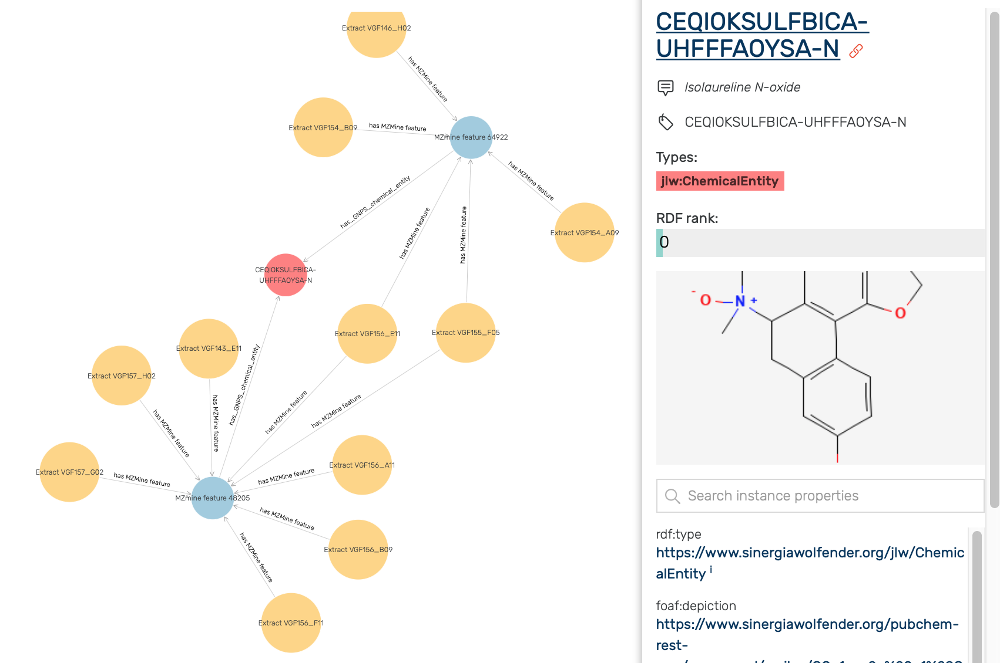 Extract VGF146_H02
has MZMine feature
Extract VGF154_B09
has MZMine feature
MZmine feature 64922
has MZMine feature
has_GNPS_chemical_entity
has MZMine feature
has MZMine feature
Extract VGF154_A09
CEQIOKSULFBICA-
UHFFFAOYSA-N
Extract VGF156_E11
Extract VGF155_F05
Extract VGF143_E11
Extract VGF157_H02
has_GNPS_chemical_entity
has MZMine feature
has MZMine feature
has MZMine feature
has MZMine feature
Extract VGF156_A11
Extract VGF157_G02
has MZMine feature
has MZMine feature
MZmine feature 48205
has MZMine feature
Extract VGF156_B09
has MZMine feature
Extract VGF156_F11
CEQIOKSULFBICA-
UHFFFAOYSA-N
Isolaureline N-oxide
CEQIOKSULFBICA-UHFFFAOYSA-N
Types:
jlw:ChemicalEntity
RDF rank:
0
-
O
N
+
O
Search instance properties
rdf:type
https://www.sinergiawolfender.org/jlw/Chemic
alEntity i
foaf:depiction
https://www.sinergiawolfender.org/pubchem-
rest-